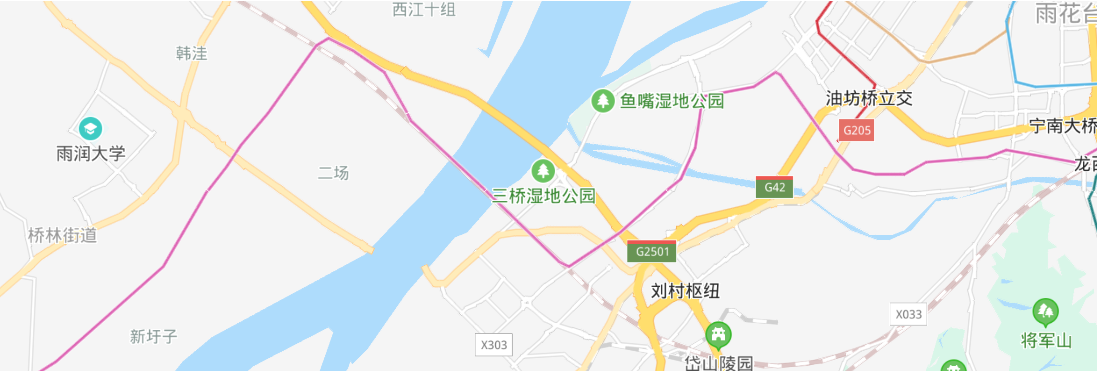 西江十组
雨花台
韩洼
鱼嘴湿地公园
油坊桥立交
G205
宁南大桥
雨润大学
龙西
二场
三桥湿地公园
G42
桥林街道
G2501
刘村枢纽
X033
新圩子
将军山
X303
岱山陵园